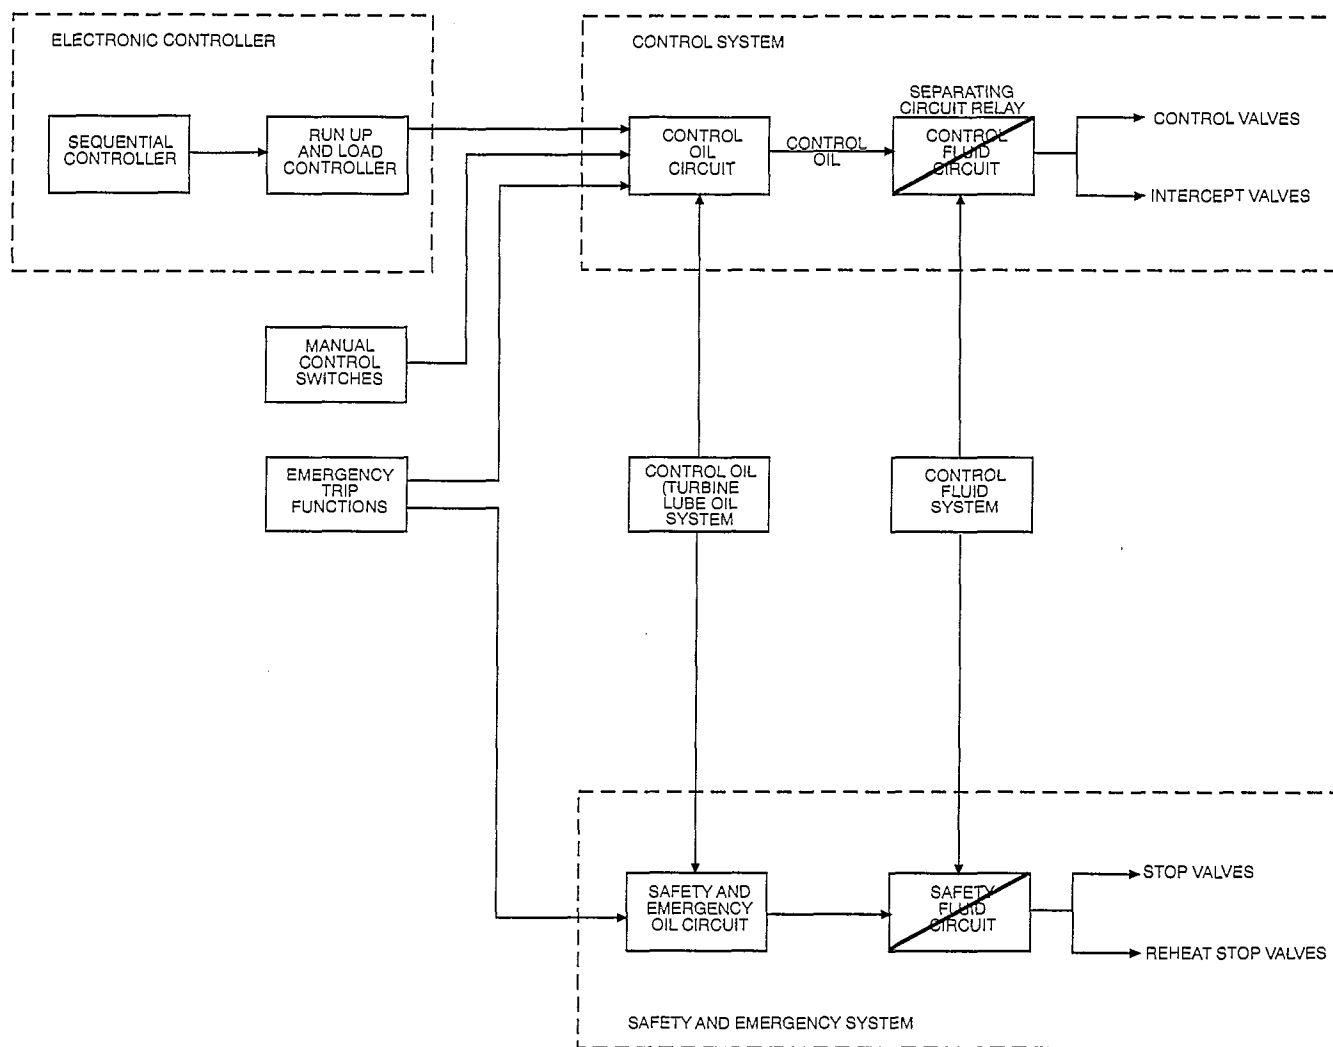 ELECTRONIC CONTROLLER
CONTROL SYSTEM
SEQUENTIAL
CONTROLLER
RUN UP
AND LOAD
CONTROLLER
CONTROL
OIL
CIRCUIT
CONTROL
OIL
SEPARATING
CIRCUIT RELAY
CONTROL
FLUID
CIRCUIT
CONTROL VALVES
INTERCEPT VALVES
MANUAL
CONTROL
SWITCHES
EMERGENCY
TRIP
FUNCTIONS
CONTROL OIL
(TURBINE
LUBE OIL
SYSTEM
CONTROL
FLUID
SYSTEM
SAFETY AND
EMERGENCY
OIL CIRCUIT
SAFETY
FLUID
CIRCUIT
STOP VALVES
REHEAT STOP VALVES
SAFETY AND EMERGENCY SYSTEM